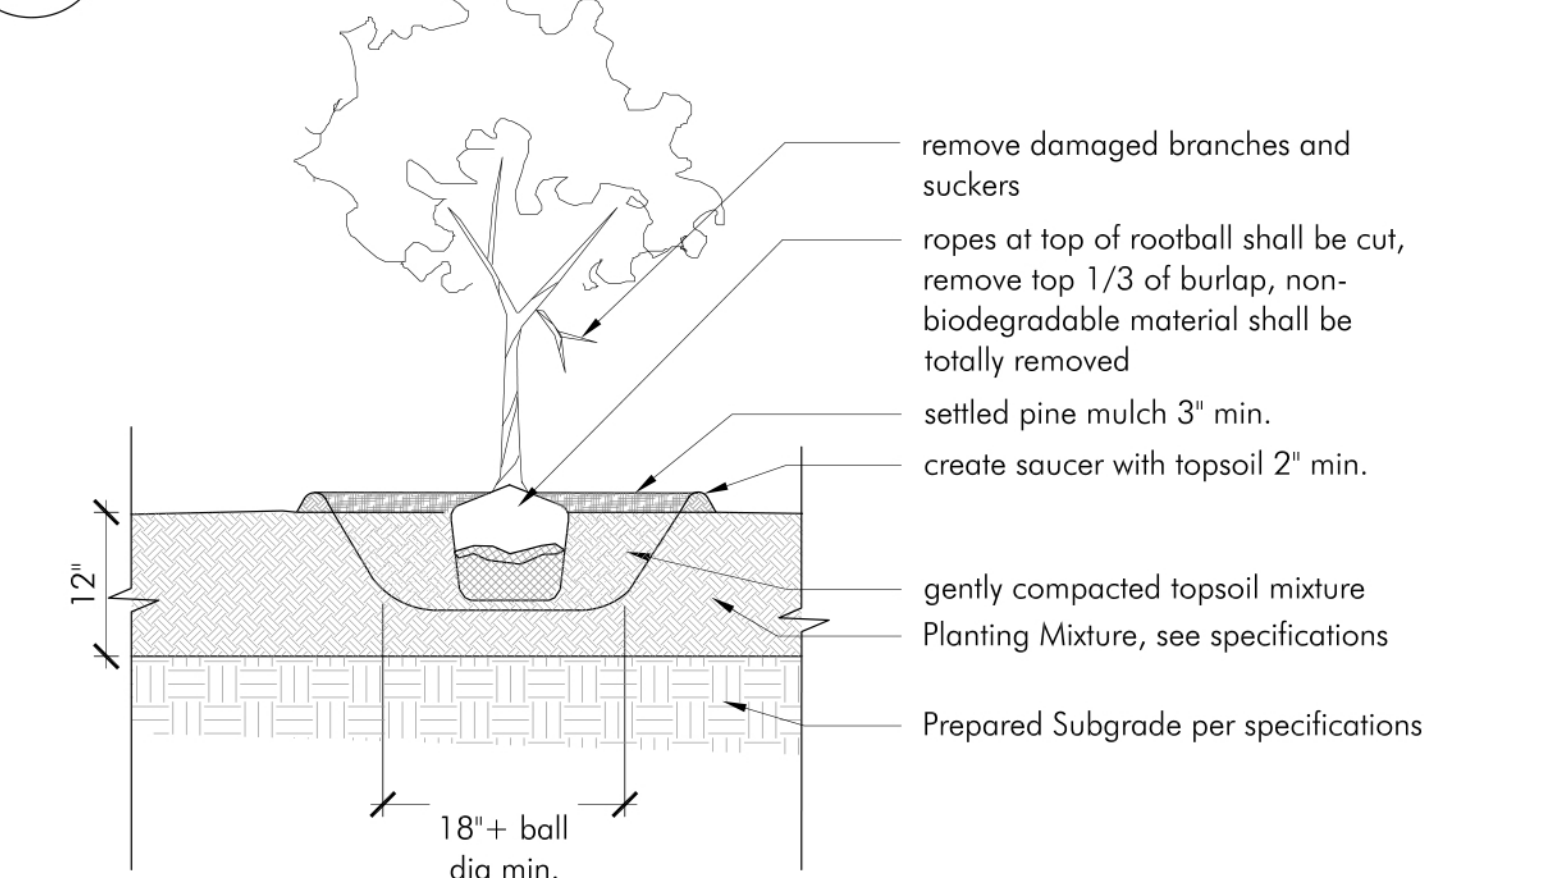 remove damaged branches and
suckers
ropes at top of rootball shall be cut,
remove top 1/3 of burlap, non-
biodegradable material shall be
totally removed
settled pine mulch 3" min.
create saucer with topsoil 2" min.
12"
gently compacted topsoil mixture
Planting Mixture, see specifications
Prepared Subgrade per specifications
18"+ ball
dia min.